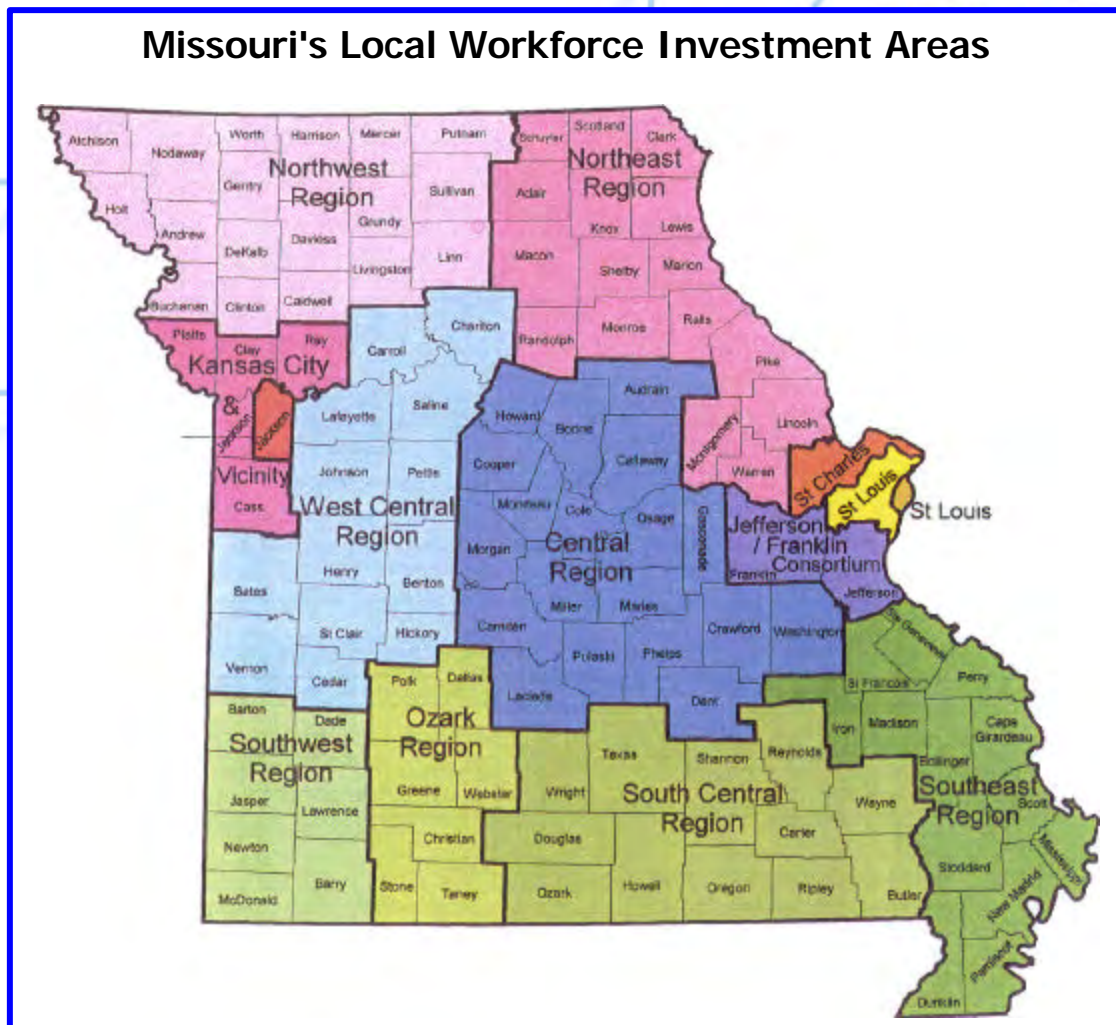 Missouri's Local Workforce Investment Areas
Atchison
Nodaway
Worth
Harrison
Mercer
Putnam
Schuyler
Scotland
Clark
Northwest
Region
Northeast
Region
Gentry
Sullivan
Adair
Holt
Andrew
DeKalb
Daviess
Grundy
Linn
Livingston
Knox
Lewis
Macon
Shelby
Marion
Buchanan
Clinton
Caldwell
Chariton
Carroll
Randolph
Monroe
Ralls
Pike
Platte
Clay
Ray
Kansas City
&
Jackson
Jackson
Vicinity
Cass
Lafayette
Saline
Howard
Boone
Audrain
Montgomery
Lincoln
Warren
St Charles
St Louis
St Louis
Johnson
Pettis
Cooper
Callaway
Moniteau
Cole
Osage
Gasconade
West Central
Region
Morgan
Central
Region
Jefferson
/ Franklin
Consortium
Franklin
Jefferson
Henry
Benton
Bates
Miller
Maries
St Clair
Hickory
Camden
Pulaski
Phelps
Crawford
Washington
Vernon
Cedar
Laclede
Dent
Ste Genevieve
St Francois
Perry
Polk
Dallas
Iron
Madison
Cape
Girardeau
Bollinger
Barton
Dade
Southwest
Region
Ozark
Region
Texas
Shannon
Reynolds
Southeast
Region
Scott
Jasper
Lawrence
Greene
Webster
Wright
South Central
Region
Wayne
Mississippi
Newton
Christian
Douglas
Carter
Stoddard
New Madrid
McDonald
Barry
Stone
Taney
Ozark
Howell
Oregon
Ripley
Butler
Pemiscot
Dunklin